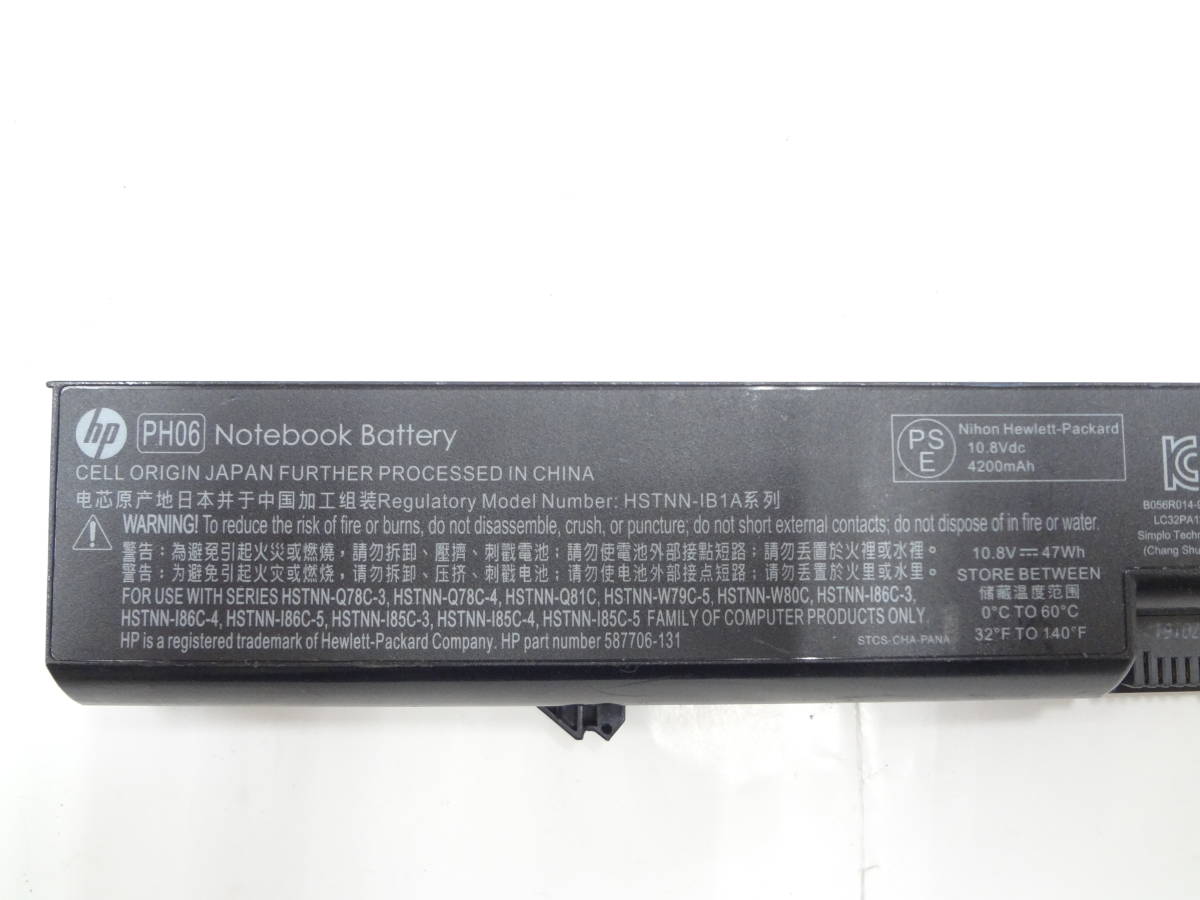 hp PH06 Notebook Battery
CELL ORIGIN JAPAN FURTHER PROCESSED IN CHINA
电芯原产地日本并于中国加工组装Regulatory Model Number: HSTNN-IB1A系列
WARNING! To reduce the risk of fire or burns, do not disassemble, crush, or puncture; do not short external contacts; do not dispose of in fire or water.
警告：為避免引起火災或燃燒，請勿拆卸、壓擠、刺戳電池；請勿使電池外部接點短路；請勿丟置於火裡或水裡。
警告：为避免引起火灾或燃烧，请勿拆卸、压挤、刺戳电池；请勿使电池外部接点短路；请勿丢置於火里或水里。
FOR USE WITH SERIES HSTNN-Q78C-3, HSTNN-Q78C-4, HSTNN-Q81C, HSTNN-W79C-5, HSTNN-W80C, HSTNN-I86C-3,
HSTNN-I86C-4, HSTNN-I86C-5, HSTNN-I85C-3, HSTNN-I85C-4, HSTNN-I85C-5 FAMILY OF COMPUTER PRODUCTS ONLY.
HP is a registered trademark of Hewlett-Packard Company. HP part number 587706-131
STCS-CHA-PANA
PS
E
Nihon Hewlett-Packard
10.8Vdc
4200mAh
10.8V⎓47Wh
STORE BETWEEN
储藏温度范围
0°C TO 60°C
32°F TO 140°F
B056R014-
LC32PA
Simplo
(Chang